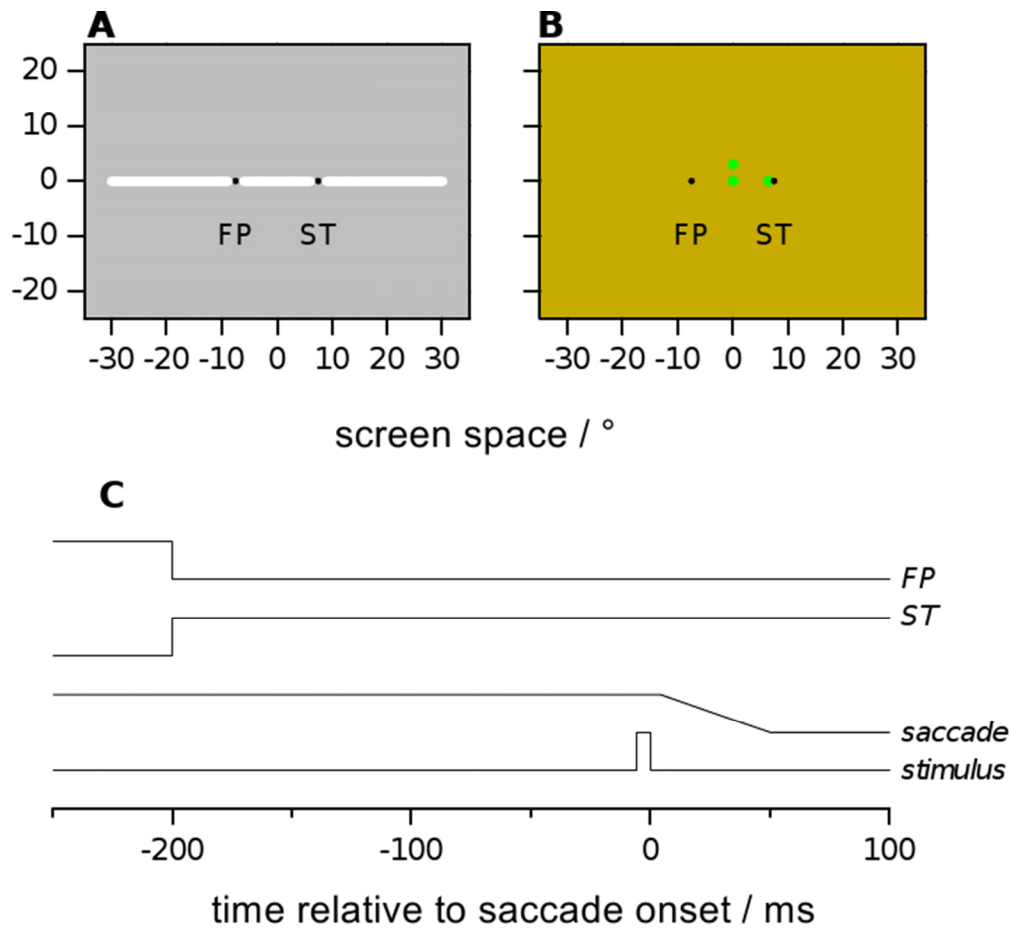 A
B
20
10
0
-10
-20
FP ST
FP ST
-30 -20 -10 0 10 20 30
-30 -20 -10 0 10 20 30
screen space / °
C
FP
ST
saccade
stimulus
-200 -100 0 100
time relative to saccade onset / ms